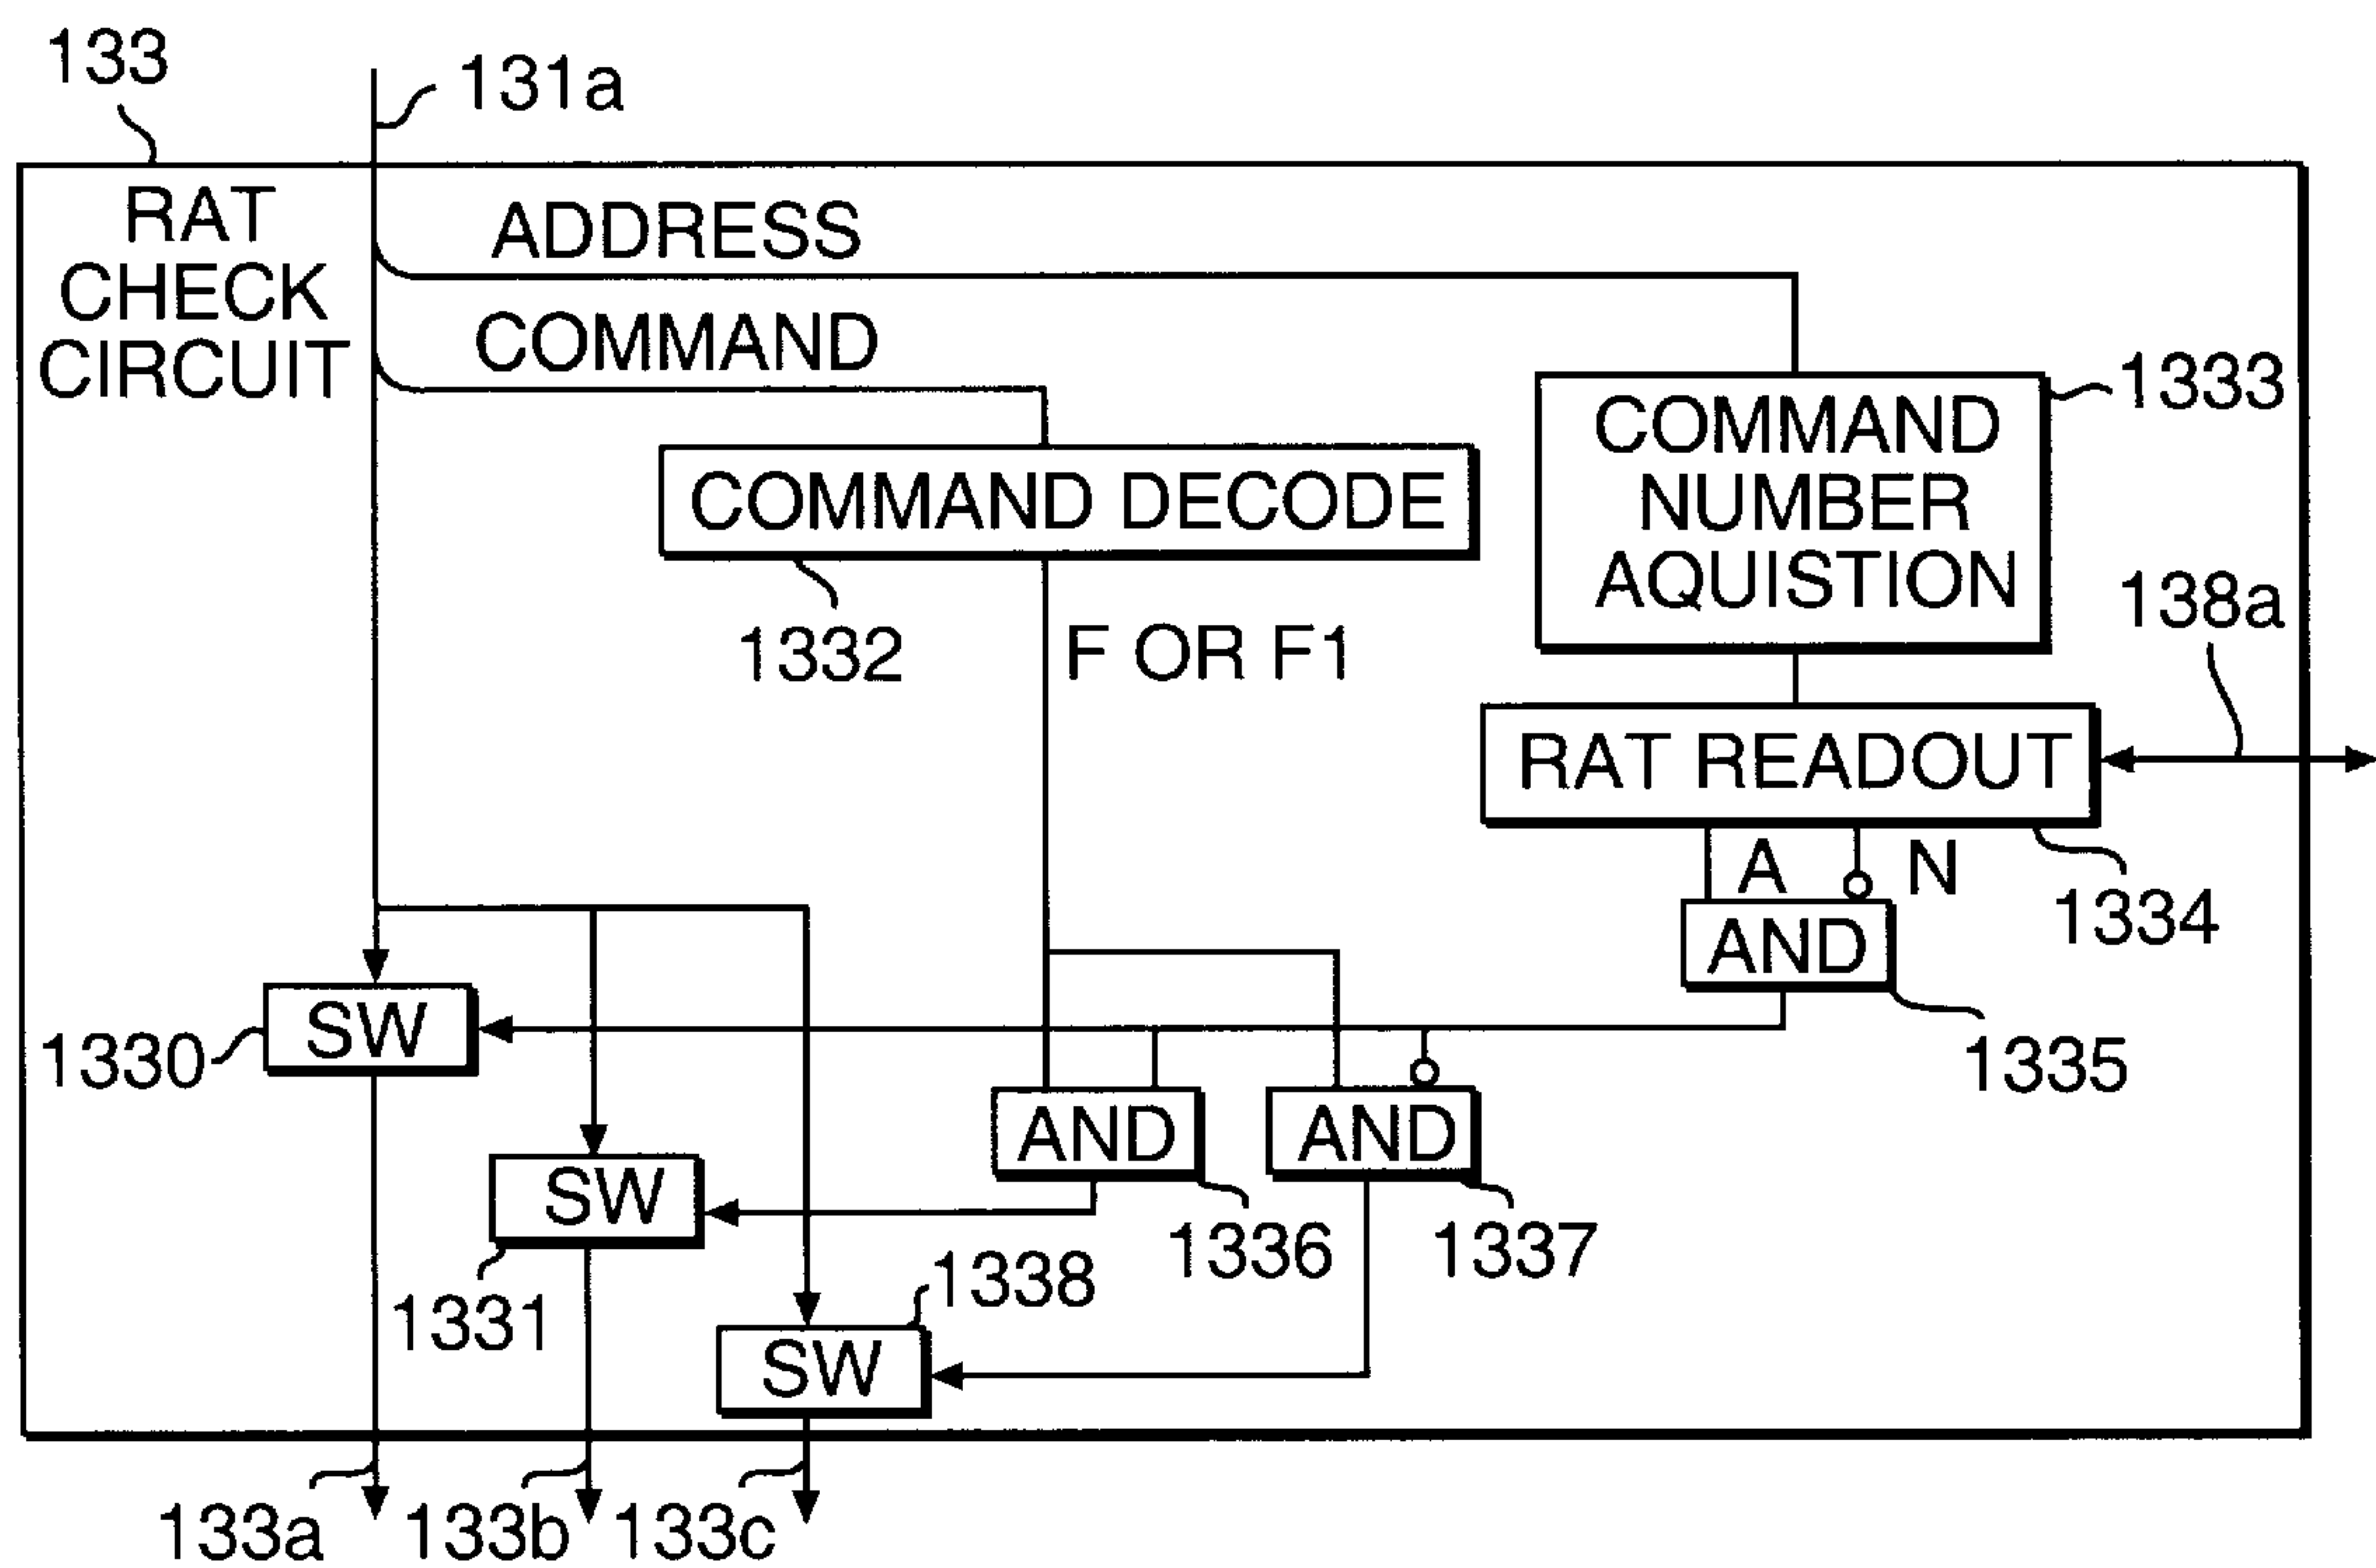 133
131a
RAT
CHECK
CIRCUIT
ADDRESS
COMMAND
1333
COMMAND
NUMBER
AQUISTION
COMMAND DECODE
1332
F OR F1
138a
RAT READOUT
A
N
1334
AND
1335
SW
1330
AND
AND
1336
1337
SW
1331
1338
SW
133a
133b
133c